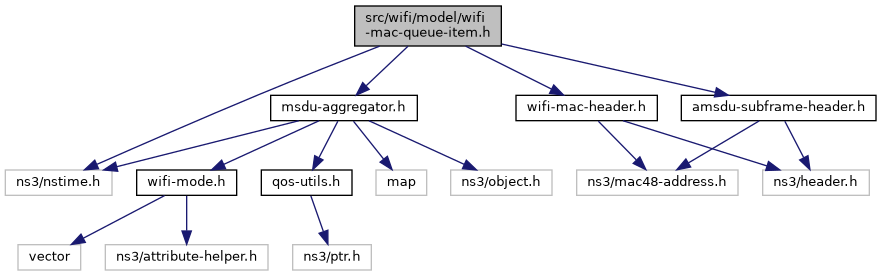 src/wifi/model/wifi
-mac-queue-item.h
msdu-aggregator.h
wifi-mac-header.h
amsdu-subframe-header.h
ns3/nstime.h
wifi-mode.h
qos-utils.h
map
ns3/object.h
ns3/mac48-address.h
ns3/header.h
vector
ns3/attribute-helper.h
ns3/ptr.h